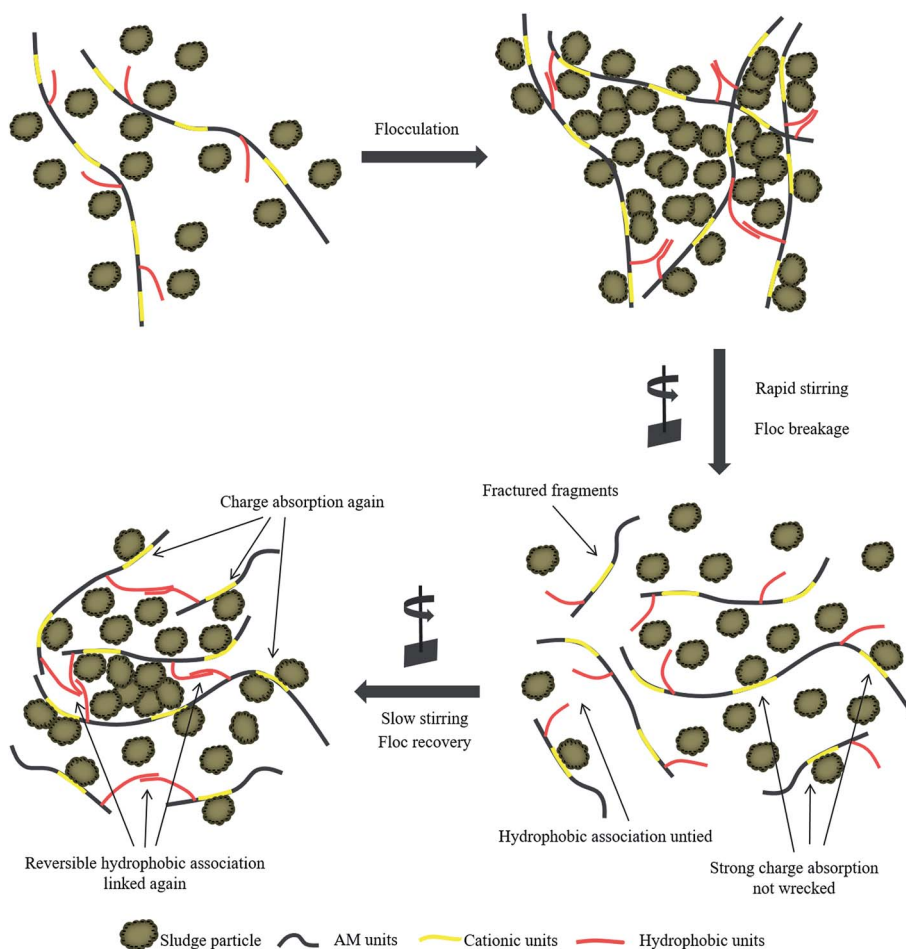 Flocculation
Rapid stirring
Floc breakage
Fractured fragments
Charge absorption again
Slow stirring
Floc recovery
Hydrophobic association untied
Strong charge absorption
not wrecked
Reversible hydrophobic association
linked again
Sludge particle
AM units
Cationic units
Hydrophobic units